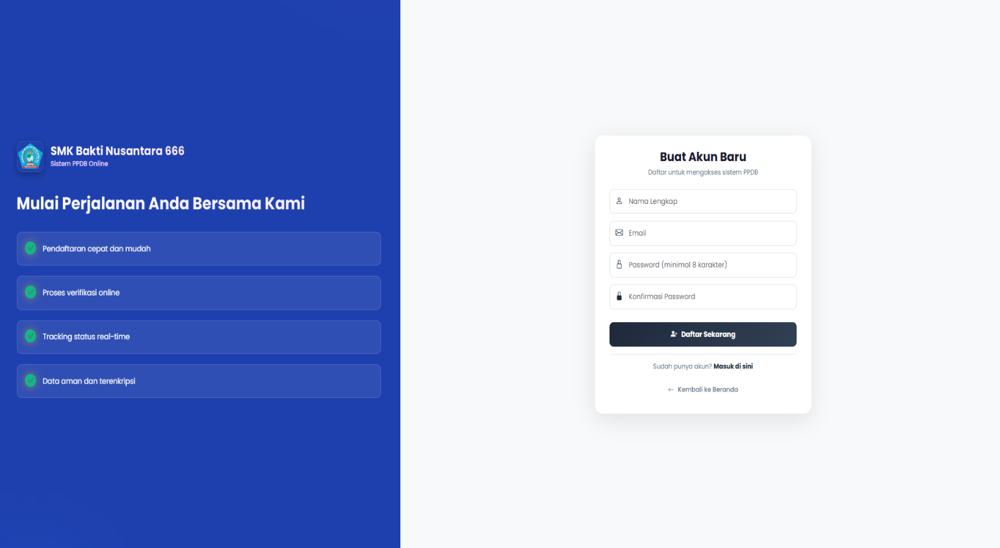 SMK Bakti Nusantara 666
Sistem PPDB Online
Mulai Perjalanan Anda Bersama Kami
Pendaftaran cepat dan mudah
Proses verifikasi online
Tracking status real-time
Data aman dan terenkripsi
Buat Akun Baru
Daftar untuk mengakses sistem PPDB
Nama Lengkap
Email
Password (minimal 8 karakter)
Konfirmasi Password
Daftar Sekarang
Sudah punya akun? Masuk di sini
← Kembali ke Beranda